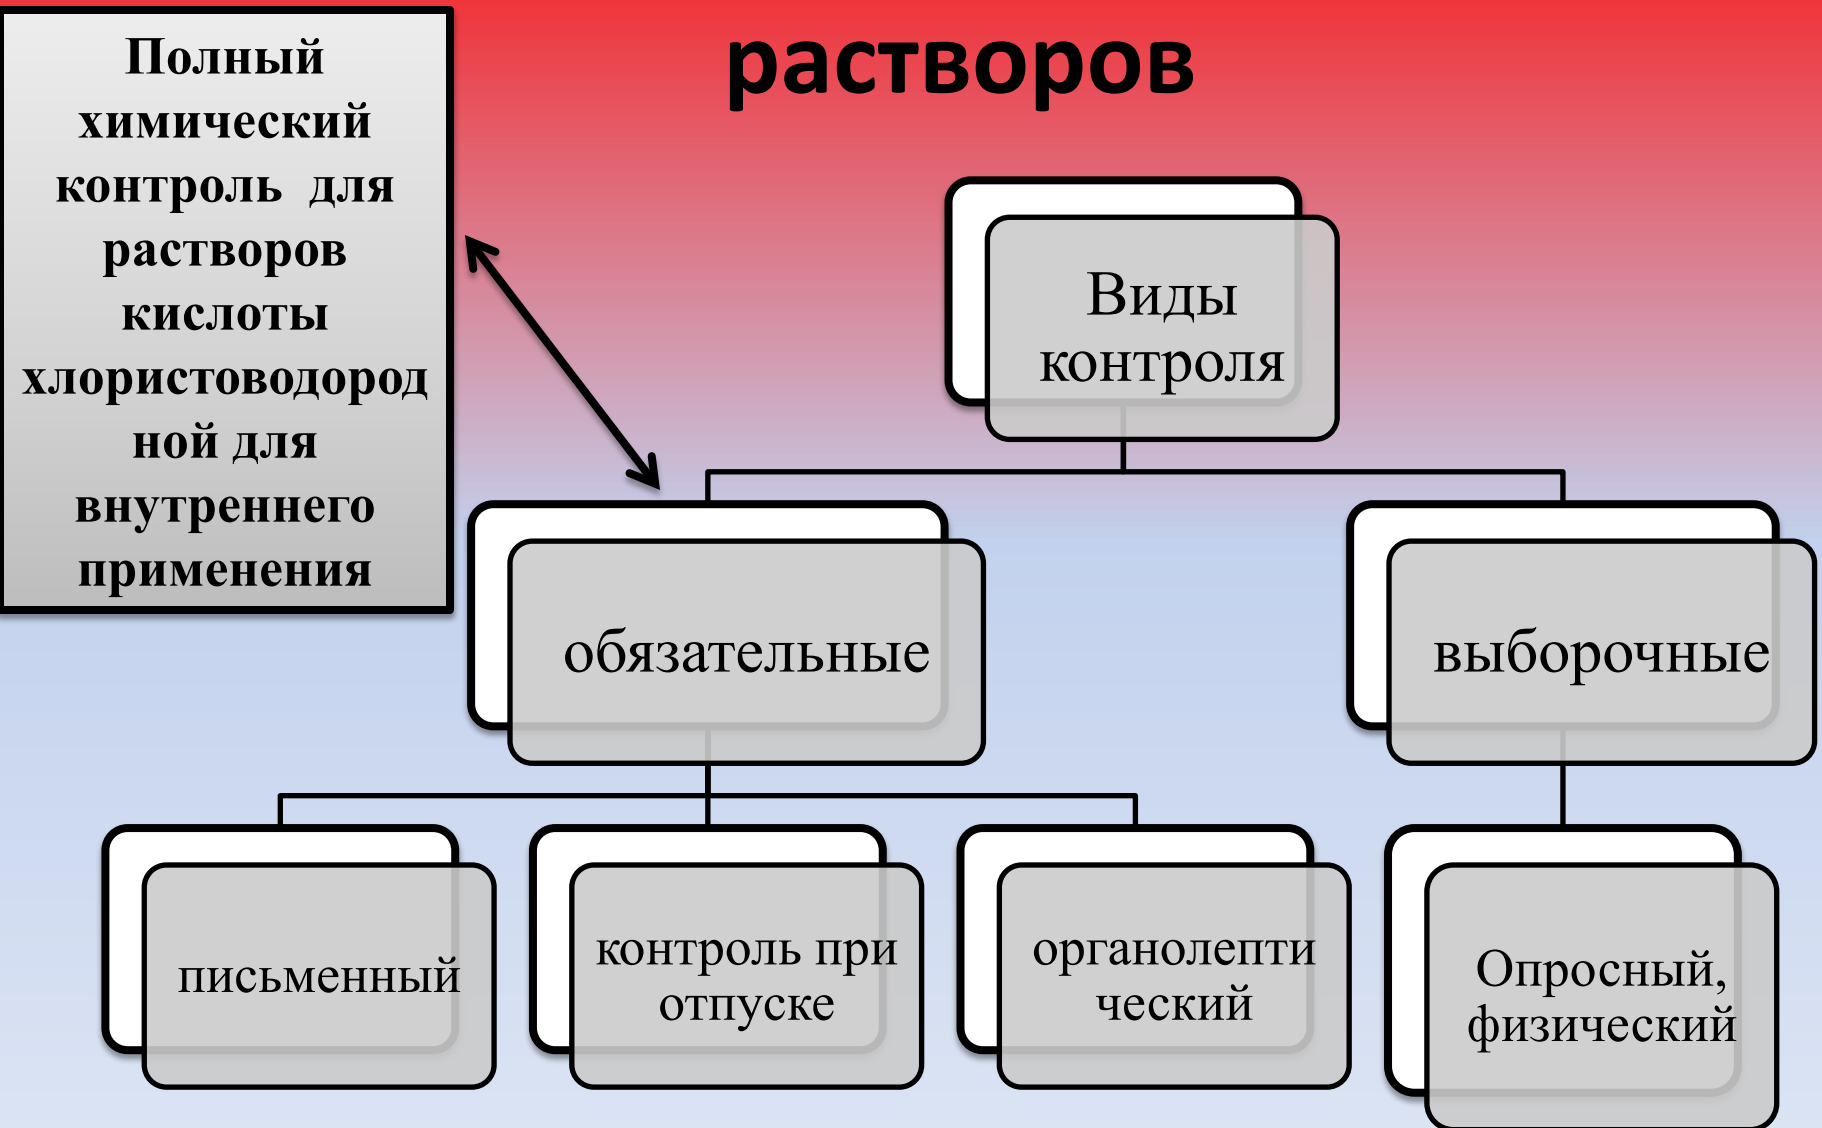 растворов
Полный
химический
контроль для
растворов
кислоты
хлористоводород
ной для
внутреннего
применения
Виды
контроля
обязательные
выборочные
письменный
контроль при
отпуске
органолепти
ческий
Опросный,
физический